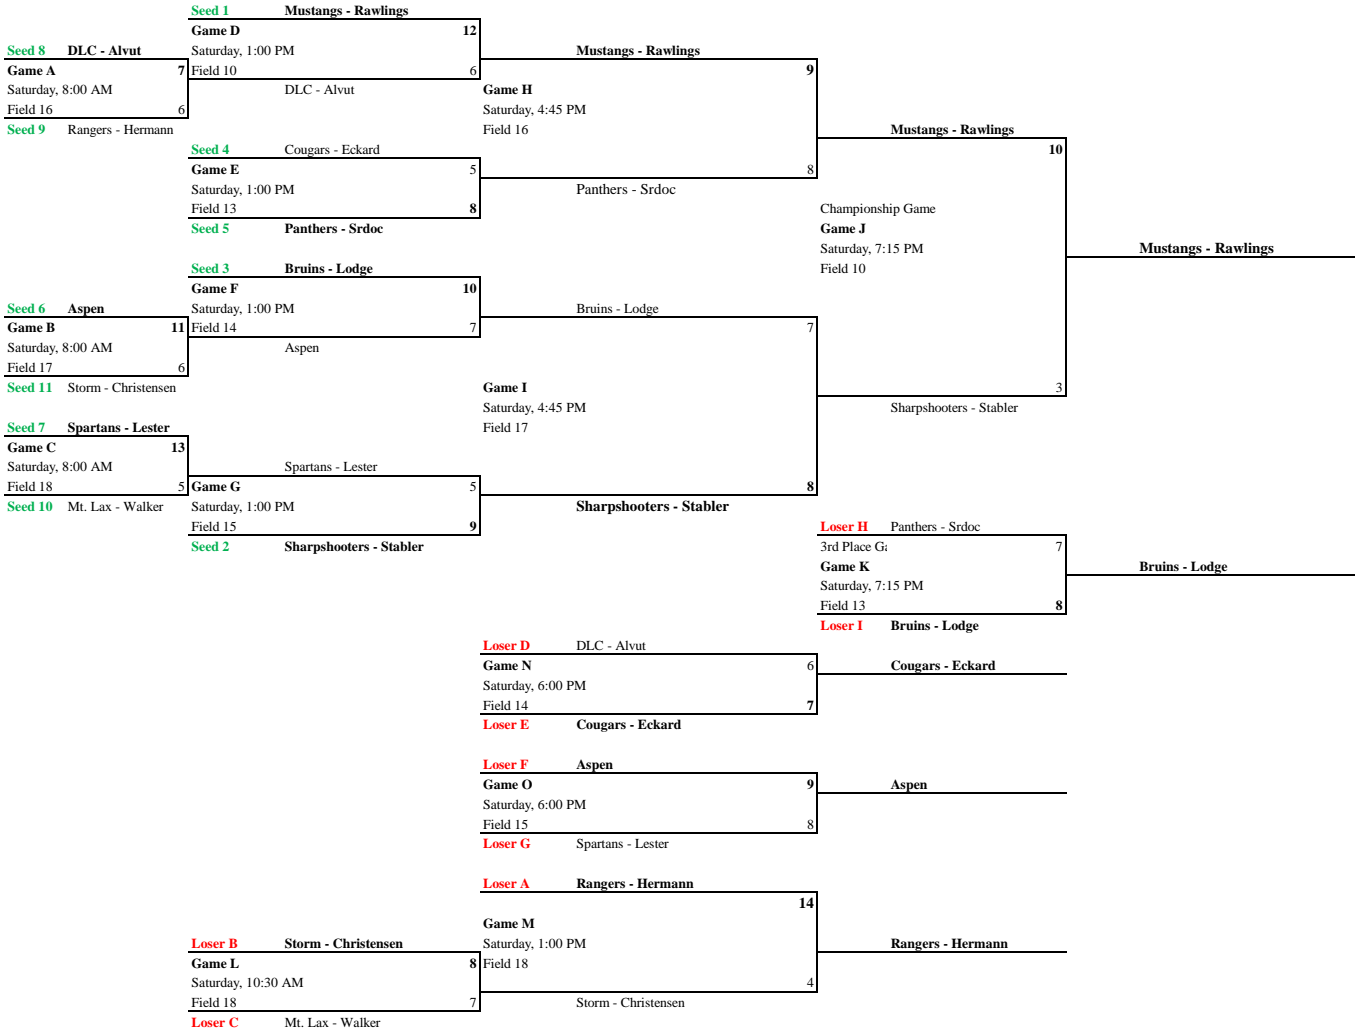 Seed 1 Mustangs - Rawlings
Game D 12
Seed 8 DLC - Alvut Saturday, 1:00 PM Mustangs - Rawlings
Game A 7 Field 10 6 9
Saturday, 8:00 AM DLC - Alvut Game H
Field 16 6 Saturday, 4:45 PM
Seed 9 Rangers - Hermann Field 16 Mustangs - Rawlings
Seed 4 Cougars - Eckard 10
Game E 5 8
Saturday, 1:00 PM Panthers - Srdoc
Field 13 8 Championship Game
Seed 5 Panthers - Srdoc Game J
Saturday, 7:15 PM Mustangs - Rawlings
Seed 3 Bruins - Lodge Field 10
Game F 10
Seed 6 Aspen Saturday, 1:00 PM Bruins - Lodge
Game B 11 Field 14 7 7
Saturday, 8:00 AM Aspen
Field 17 6
Seed 11 Storm - Christensen Game I 3
Saturday, 4:45 PM Sharpshooters - Stabler
Seed 7 Spartans - Lester Field 17
Game C 13
Saturday, 8:00 AM Spartans - Lester
Field 18 5 Game G 5 8
Seed 10 Mt. Lax - Walker Saturday, 1:00 PM Sharpshooters - Stabler
Field 15 9 Loser H Panthers - Srdoc
Seed 2 Sharpshooters - Stabler 3rd Place Ga 7
Game K Bruins - Lodge
Saturday, 7:15 PM
Field 13 8
Loser I Bruins - Lodge
Loser D DLC - Alvut
Game N 6 Cougars - Eckard
Saturday, 6:00 PM
Field 14 7
Loser E Cougars - Eckard
Loser F Aspen
Game O 9 Aspen
Saturday, 6:00 PM
Field 15 8
Loser G Spartans - Lester
Loser A Rangers - Hermann
14
Game M
Loser B Storm - Christensen Saturday, 1:00 PM Rangers - Hermann
Game L 8 Field 18
Saturday, 10:30 AM 4
Field 18 7 Storm - Christensen
Loser C Mt. Lax - Walker